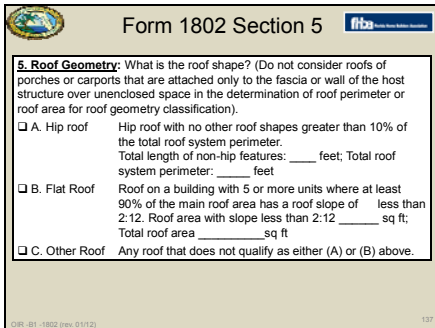 Form 1802 Section 5
fhba
5. Roof Geometry: What is the roof shape? (Do not consider roofs of
porches or carports that are attached only to the fascia or wall of the host
structure over unenclosed space in the determination of roof perimeter or
roof area for roof geometry classification).
❑ A. Hip roof Hip roof with no other roof shapes greater than 10% of
the total roof system perimeter.
Total length of non-hip features: ____ feet; Total roof
system perimeter: _____ feet
❑ B. Flat Roof Roof on a building with 5 or more units where at least
90% of the main roof area has a roof slope of less than
2:12. Roof area with slope less than 2:12 ______ sq ft;
Total roof area __________sq ft
❑ C. Other Roof Any roof that does not qualify as either (A) or (B) above.
OIR -B1 -1802 (rev. 01/12)
137